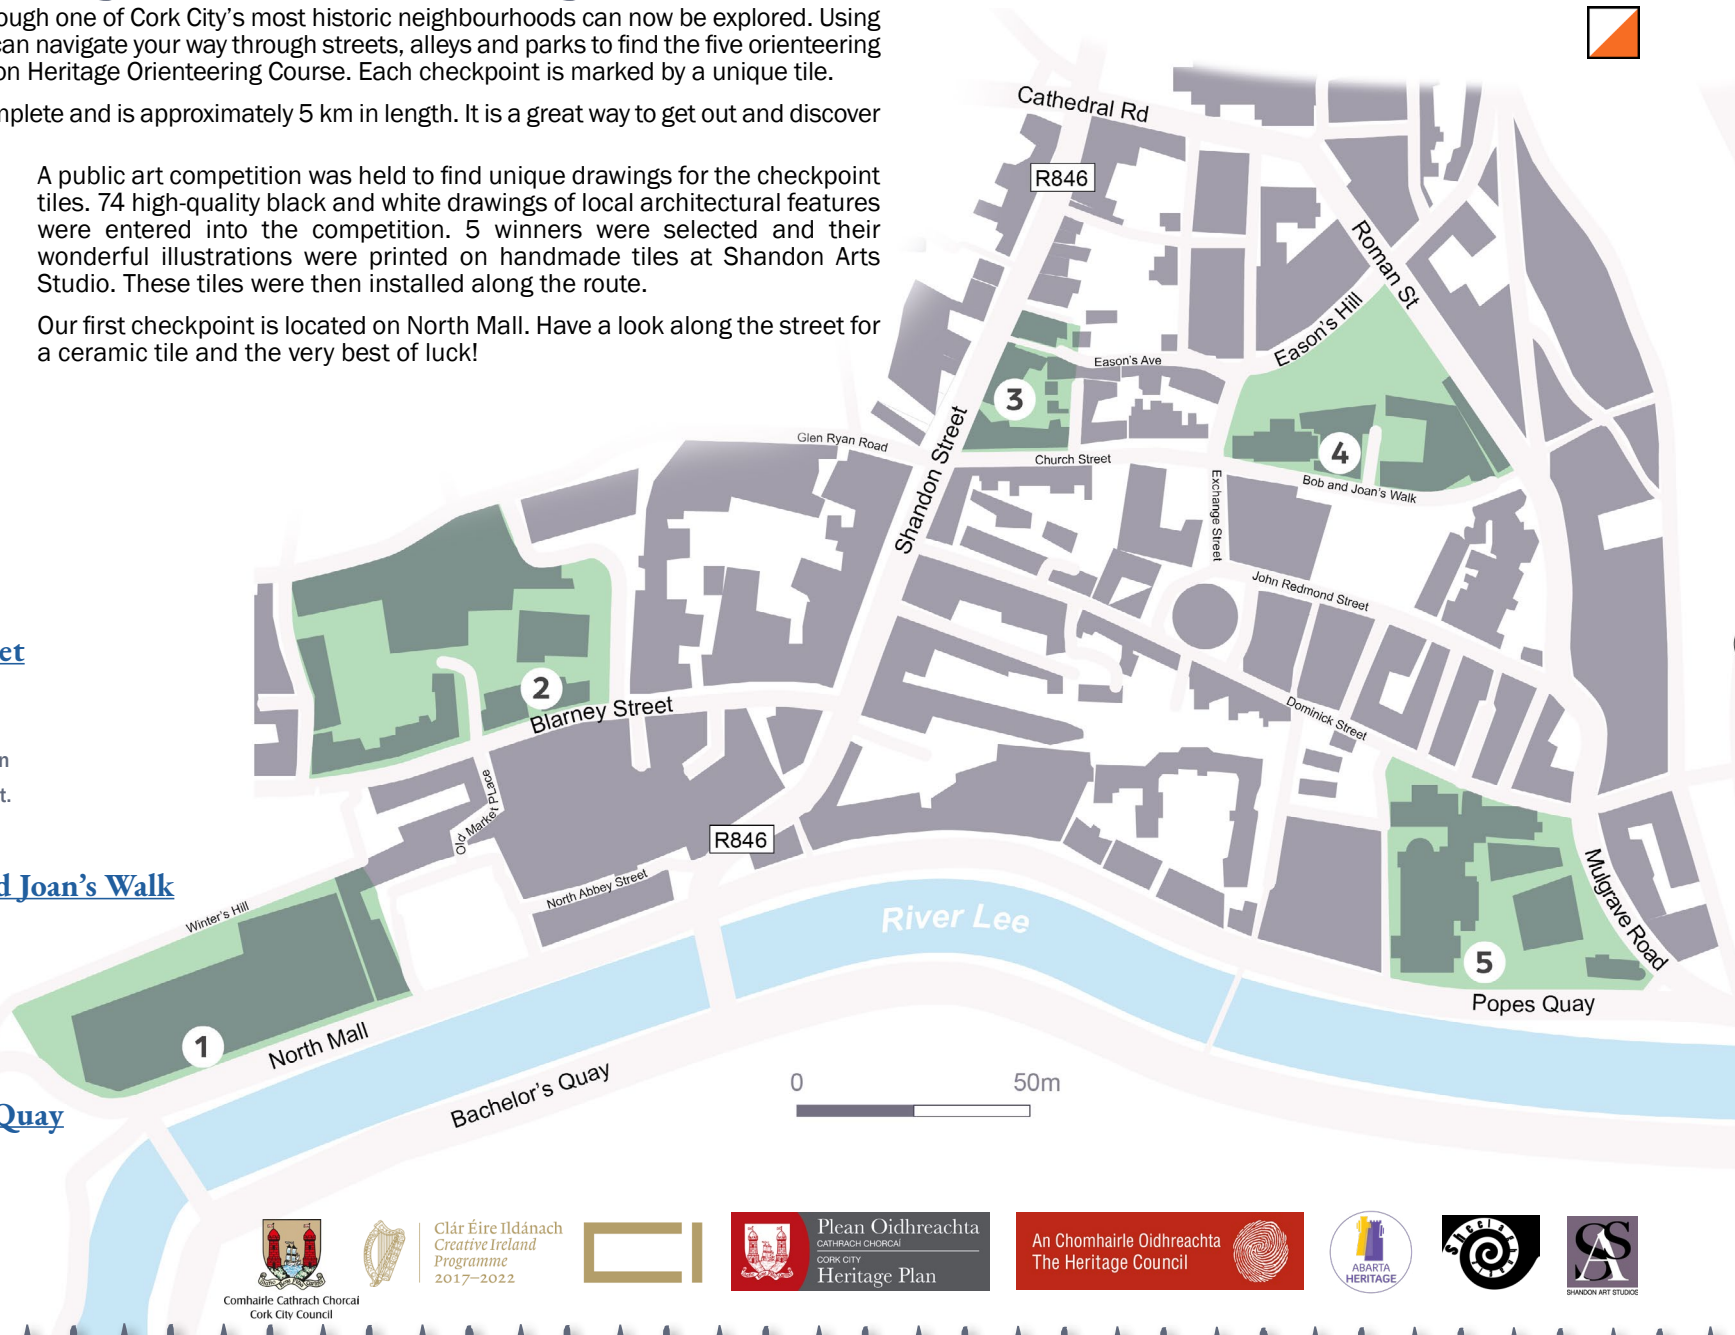 ough one of Cork City's most historic neighbourhoods can now be explored. Using
can navigate your way through streets, alleys and parks to find the five orienteering
on Heritage Orienteering Course. Each checkpoint is marked by a unique tile.
mplete and is approximately 5 km in length. It is a great way to get out and discover
A public art competition was held to find unique drawings for the checkpoint
tiles. 74 high-quality black and white drawings of local architectural features
were entered into the competition. 5 winners were selected and their
wonderful illustrations were printed on handmade tiles at Shandon Arts
Studio. These tiles were then installed along the route.
Our first checkpoint is located on North Mall. Have a look along the street for
a ceramic tile and the very best of luck!
Cathedral Rd
R846
Roman St
Eason's Hill
Eason's Ave
3
Shandon Street
Glen Ryan Road
Church Street
4
Bob and Joan's Walk
Exchange Street
John Redmond Street
et
2
Blarney Street
Dominick Street
n
t.
Old Market PLace
R846
d Joan's Walk
North Abbey Street
Winter's Hill
River Lee
Mulgrave Road
5
Popes Quay
1
North Mall
Bachelor's Quay
0 50m
Quay
Comhairle Cathrach Chorcaí
Cork City Council
Clár Éire Ildánach
Creative Ireland
Programme
2017–2022
Plean Oidhreachta
CATHRACH CHORCAÍ
CORK CITY
Heritage Plan
An Chomhairle Oidhreachta
The Heritage Council
ABARTA
HERITAGE
SAS
SHANDON ART STUDIOS